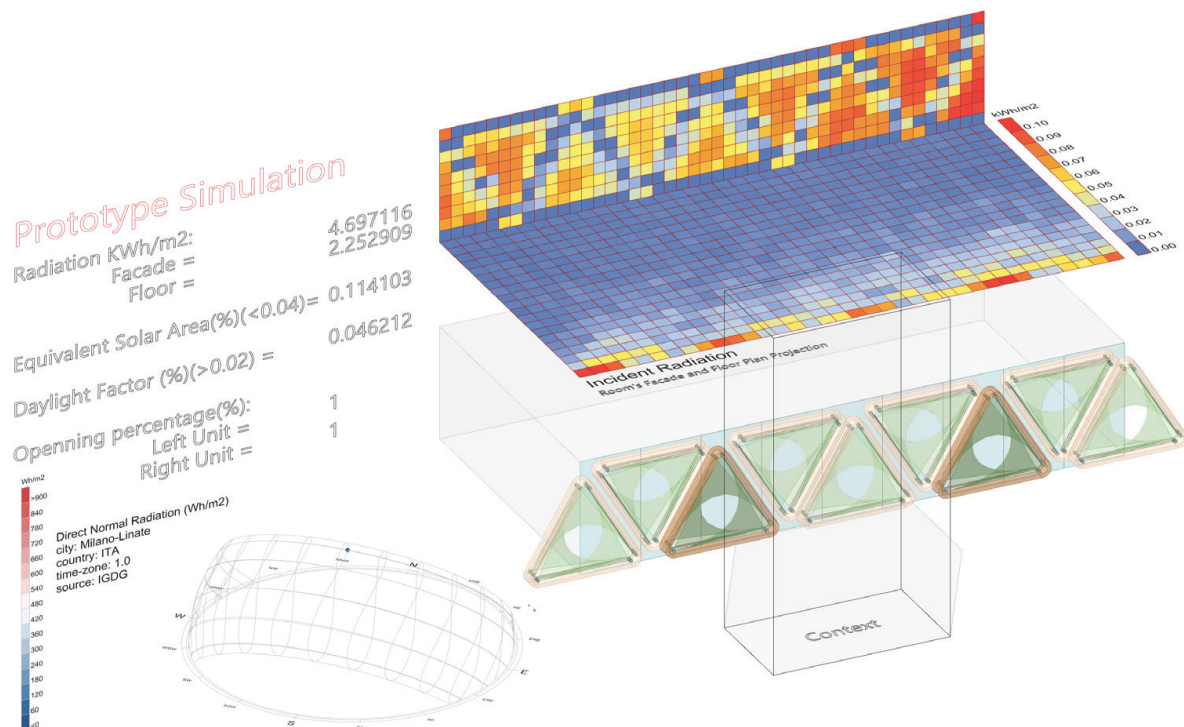 Prototype Simulation
Radiation KWh/m2:
Facade = 4.697116
Floor = 2.252909
Equivalent Solar Area(%)(<0.04)= 0.114103
Daylight Factor (%)(>0.02) = 0.046212
Openning percentage(%):
Left Unit = 1
Right Unit = 1
kWh/m2
0.10
0.09
0.08
0.07
0.06
0.05
0.04
0.03
0.02
0.01
0.00
Incident Radiation
Room's Facade and Floor Plan Projection
Context
Wh/m2
>900
840
780
720
660
600
540
480
420
360
300
240
180
120
60
<0
Direct Normal Radiation (Wh/m2)
city: Milano-Linate
country: ITA
time-zone: 1.0
source: IGDG
N
W
E
S